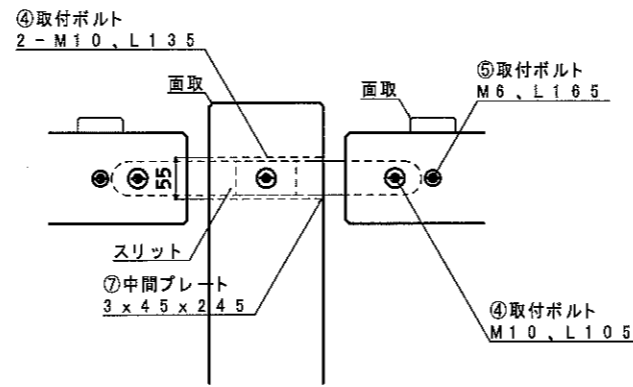 ④取付ボルト
2－M10、L135
面取
面取
⑤取付ボルト
M6、L165
55
スリット
⑦中間プレート
3x45x245
④取付ボルト
M10、L105